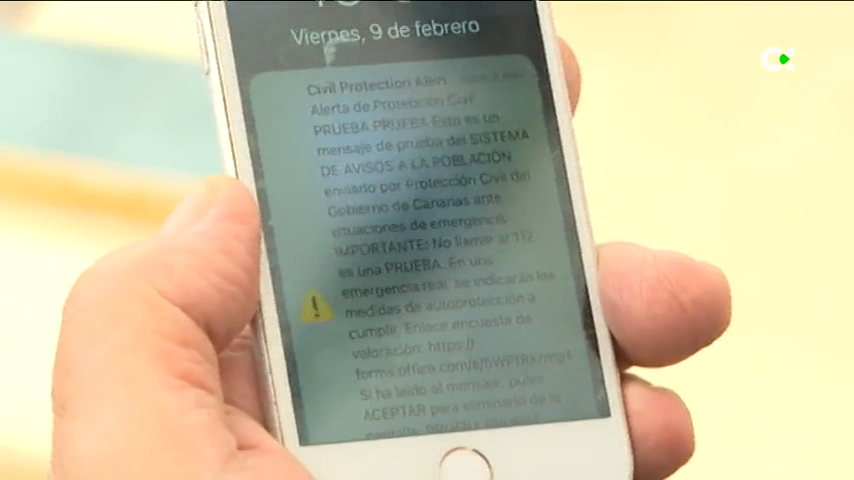 Viernes, 9 de febrero
Civil Protection Alert
Alerta de Protección Civil
PRUEBA PRUEBA Esto es un
mensaje de prueba del SISTEMA
DE AVISOS A LA POBLACIÓN
enviado por Protección Civil del
Gobierno de Canarias ante
situaciones de emergencia.
IMPORTANTE: No llamar al 112
es una PRUEBA. En una
emergencia real, se indicarán las
medidas de autoprotección a
cumplir. Enlace encuesta de
valoración: https://
forms.office.com/e/
Si ha leído el mensaje, pulse
ACEPTAR para eliminarlo de la